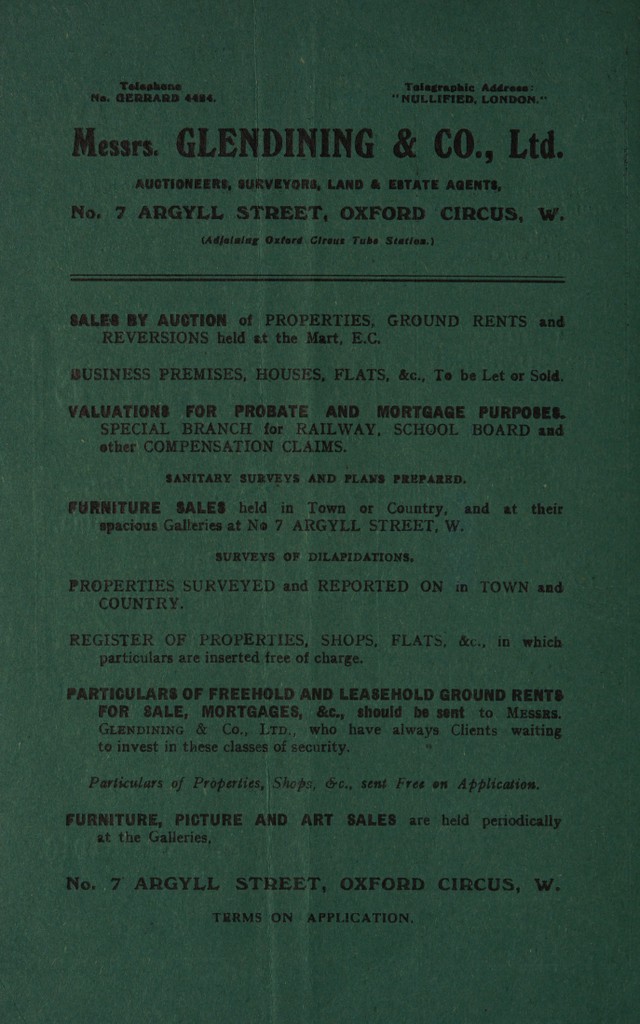 Telephone
No. GERRARD 4424.
Telegraphic Address:
"NULLIFIED, LONDON."
Messrs. GLENDINING & CO., Ltd.
AUCTIONEERS, SURVEYORS, LAND & ESTATE AGENTS,
No. 7 ARGYLL STREET, OXFORD CIRCUS, W.
(Adjoining Oxford Circus Tube Station.)
SALES BY AUCTION of PROPERTIES, GROUND RENTS and
REVERSIONS held at the Mart, E.C.
BUSINESS PREMISES, HOUSES, FLATS, &c., To be Let or Sold.
VALUATIONS FOR PROBATE AND MORTGAGE PURPOSES.
SPECIAL BRANCH for RAILWAY, SCHOOL BOARD and
other COMPENSATION CLAIMS.
SANITARY SURVEYS AND PLANS PREPARED.
FURNITURE SALES held in Town or Country, and at their
spacious Galleries at No 7 ARGYLL STREET, W.
SURVEYS OF DILAPIDATIONS.
PROPERTIES SURVEYED and REPORTED ON in TOWN and
COUNTRY.
REGISTER OF PROPERTIES, SHOPS, FLATS, &c., in which
particulars are inserted free of charge.
PARTICULARS OF FREEHOLD AND LEASEHOLD GROUND RENTS
FOR SALE, MORTGAGES, &c., should be sent to MESSRS.
GLENDINING & CO., LTD., who have always Clients waiting
to invest in these classes of security.
Particulars of Properties, Shops, &c., sent Free on Application.
FURNITURE, PICTURE AND ART SALES are held periodically
at the Galleries,
No. 7 ARGYLL STREET, OXFORD CIRCUS, W.
TERMS ON APPLICATION.